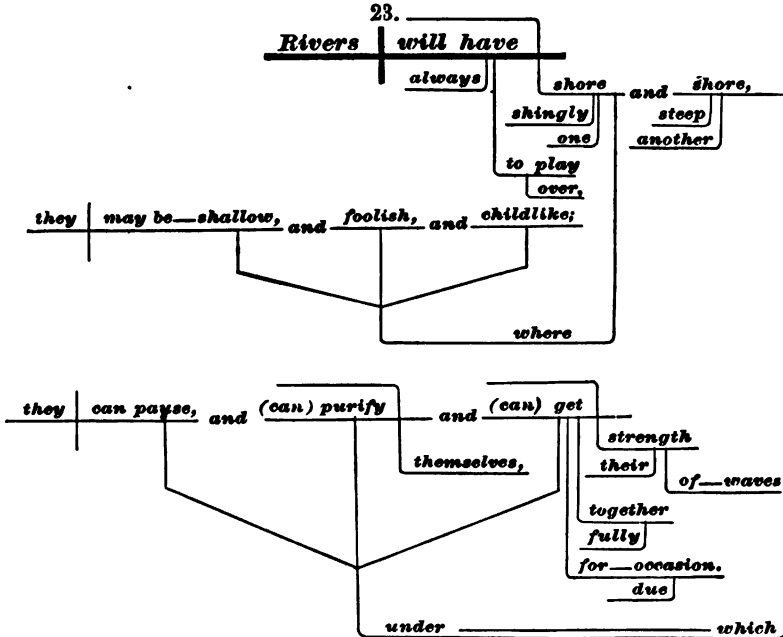 23.
Rivers will have
always shore and shore,
shingly steep
one another
to play
over,
they may be—shallow, and foolish, and childlike;
where
they can pause, and (can) purify and (can) get
strength
themselves, their
of—waves
together
fully
for—occasion.
due
under which